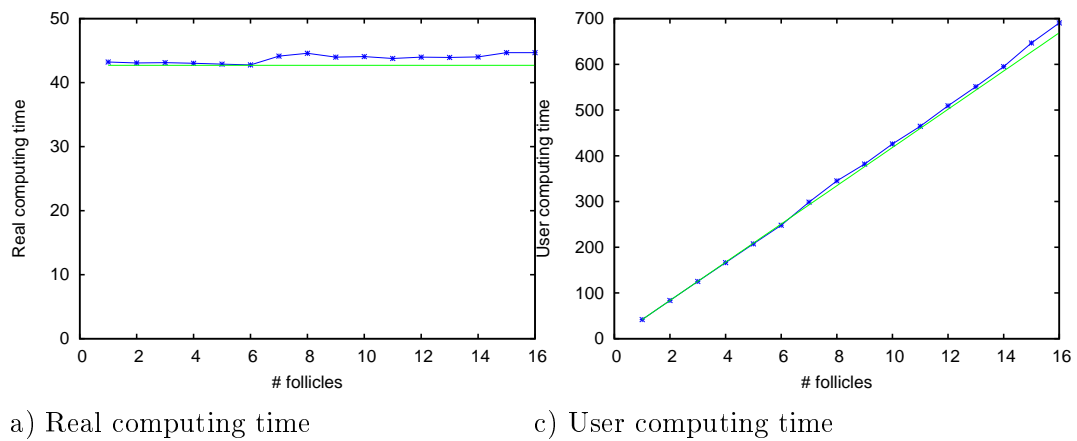 50
40
30
20
10
0
Real computing time
0 2 4 6 8 10 12 14 16
# follicles
a) Real computing time
700
600
500
400
300
200
100
0
User computing time
0 2 4 6 8 10 12 14 16
# follicles
c) User computing time